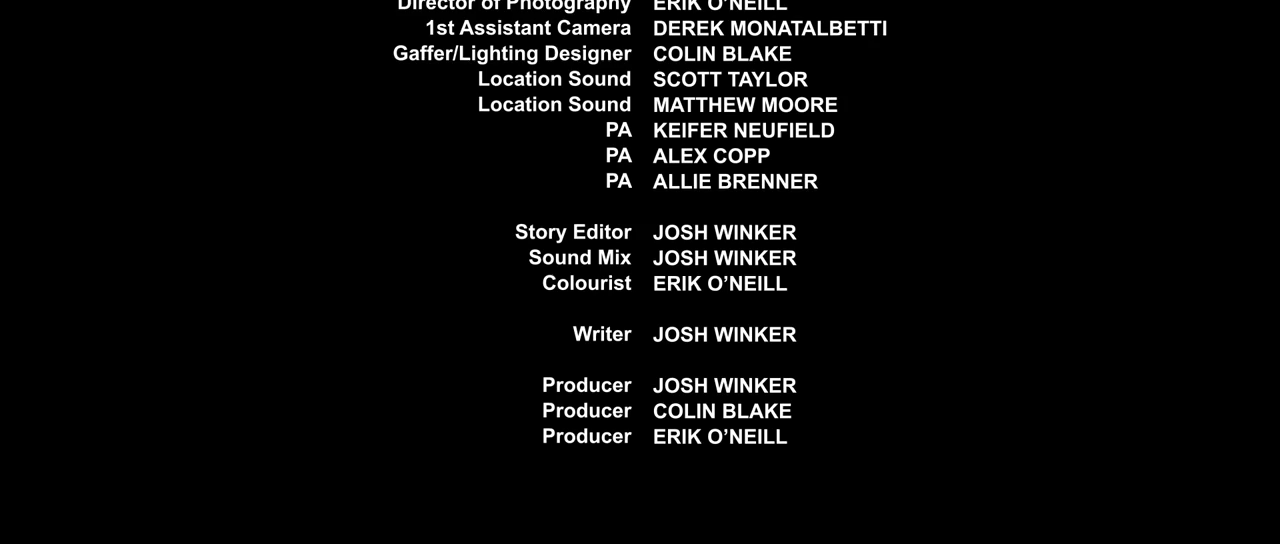 Director of Photography ERIK O’NEILL
1st Assistant Camera DEREK MONATALBETTI
Gaffer/Lighting Designer COLIN BLAKE
Location Sound SCOTT TAYLOR
Location Sound MATTHEW MOORE
PA KEIFER NEUFIELD
PA ALEX COPP
PA ALLIE BRENNER
Story Editor JOSH WINKER
Sound Mix JOSH WINKER
Colourist ERIK O’NEILL
Writer JOSH WINKER
Producer JOSH WINKER
Producer COLIN BLAKE
Producer ERIK O’NEILL